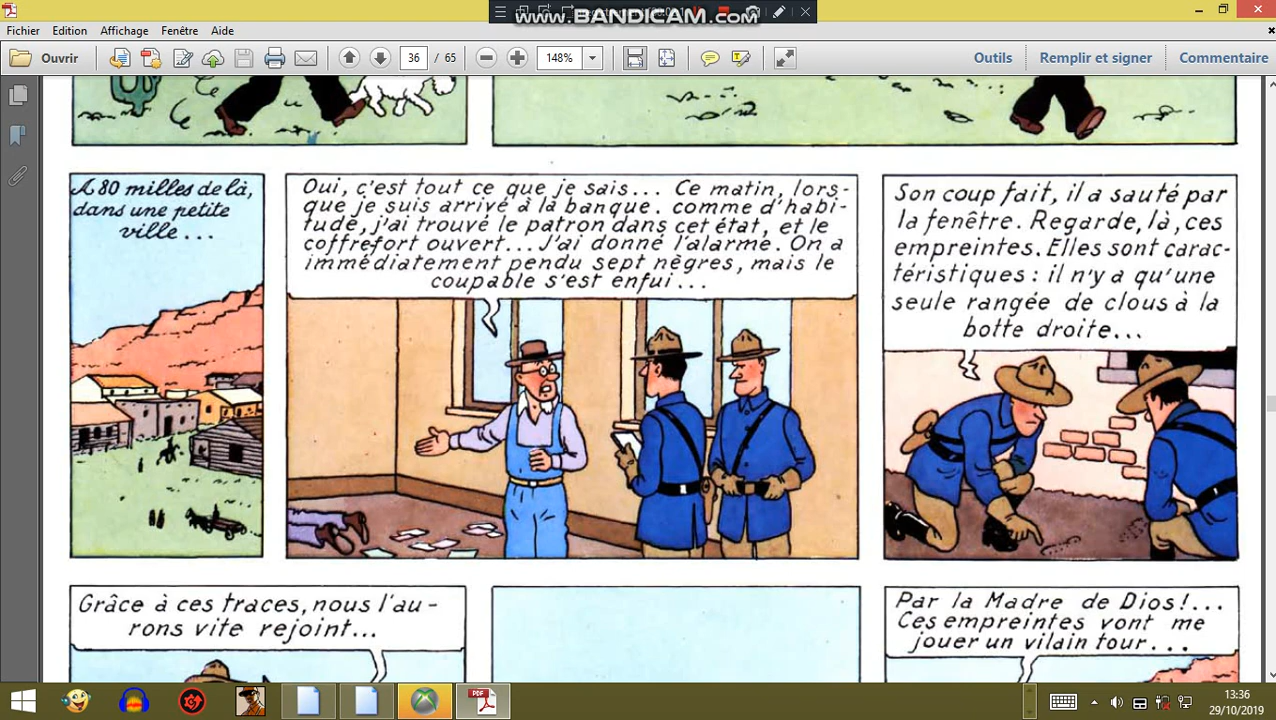 www.BANDICAM.com
Fichier Edition Affichage Fenêtre Aide
Ouvrir 36 / 65 148% Outils Remplir et signer Commentaire
A 80 milles de là,
dans une petite
ville...
Oui, c'est tout ce que je sais... Ce matin, lors-
que je suis arrivé à la banque. comme d'habi-
tude, j'ai trouvé le patron dans cet état, et le
coffre-fort ouvert... J'ai donné l'alarme. On a
immédiatement pendu sept nègres, mais le
coupable s'est enfui...
Son coup fait, il a sauté par
la fenêtre. Regarde, là, ces
empreintes. Elles sont carac-
téristiques : il n'y a qu'une
seule rangée de clous à la
botte droite...
Grâce à ces traces, nous l'au-
rons vite rejoint...
Par la Madre de Dios!...
Ces empreintes vont me
jouer un vilain tour...
PDF
13:36
29/10/2019